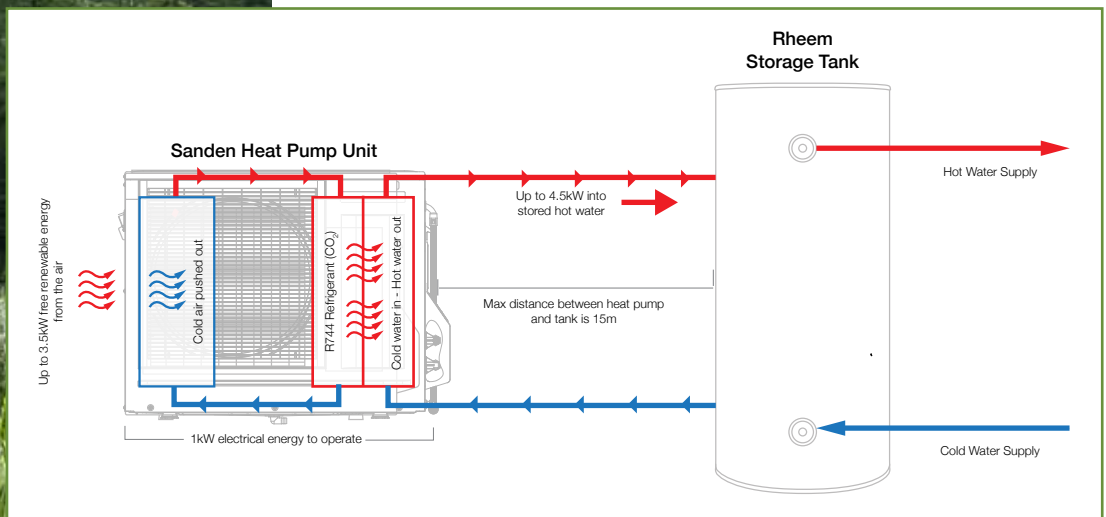 Rheem
Storage Tank
Sanden Heat Pump Unit
Hot Water Supply
Up to 4.5kW into
stored hot water
Up to 3.5kW free renewable energy
from the air
Cold air pushed out
R744 Refrigerant (CO₂)
Cold water in - Hot water out
Max distance between heat pump
and tank is 15m
1kW electrical energy to operate
Cold Water Supply